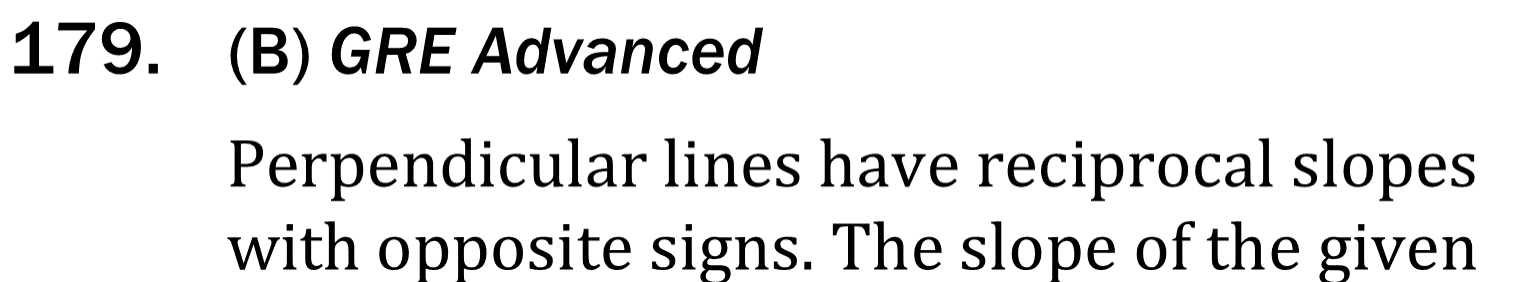 179. (B) GRE Advanced
Perpendicular lines have reciprocal slopes
with opposite signs. The slope of the given